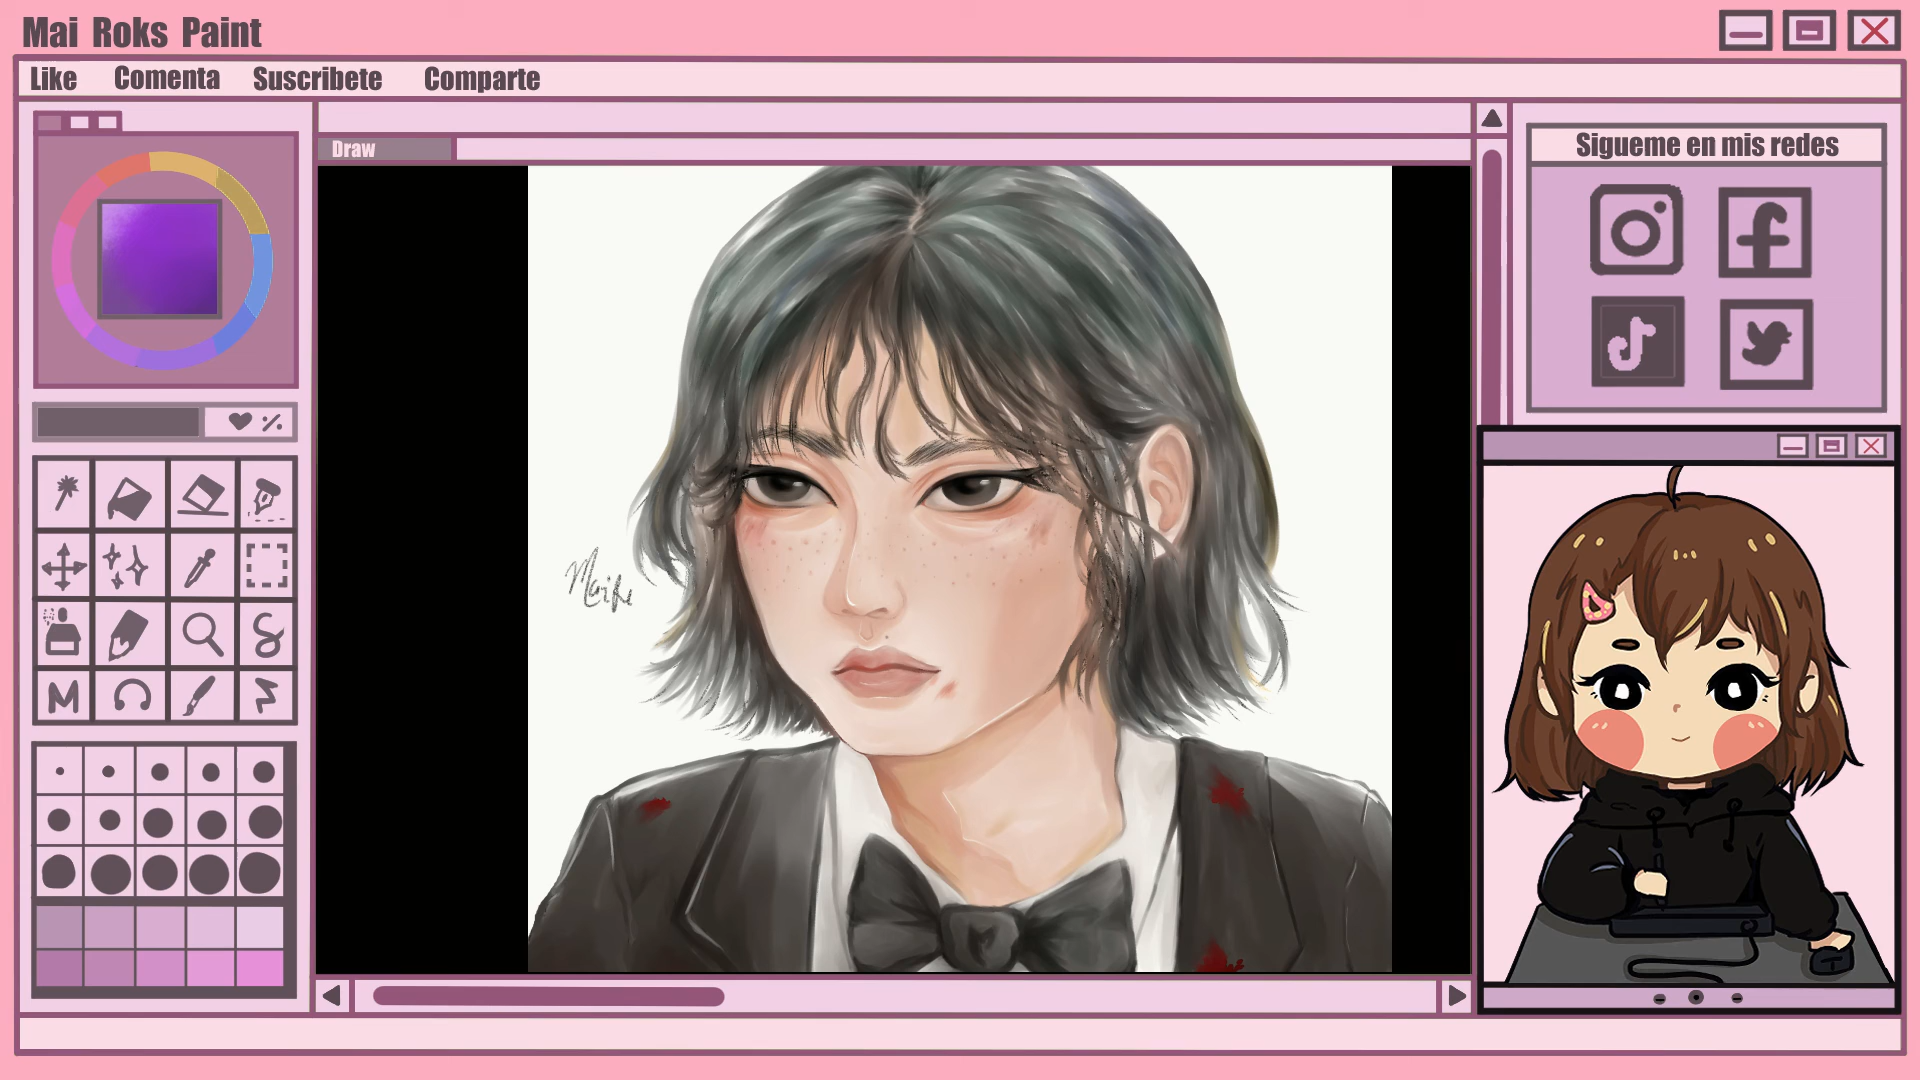 Mai Roks Paint
Like Comenta Suscribete Comparte
Draw
Sigueme en mis redes